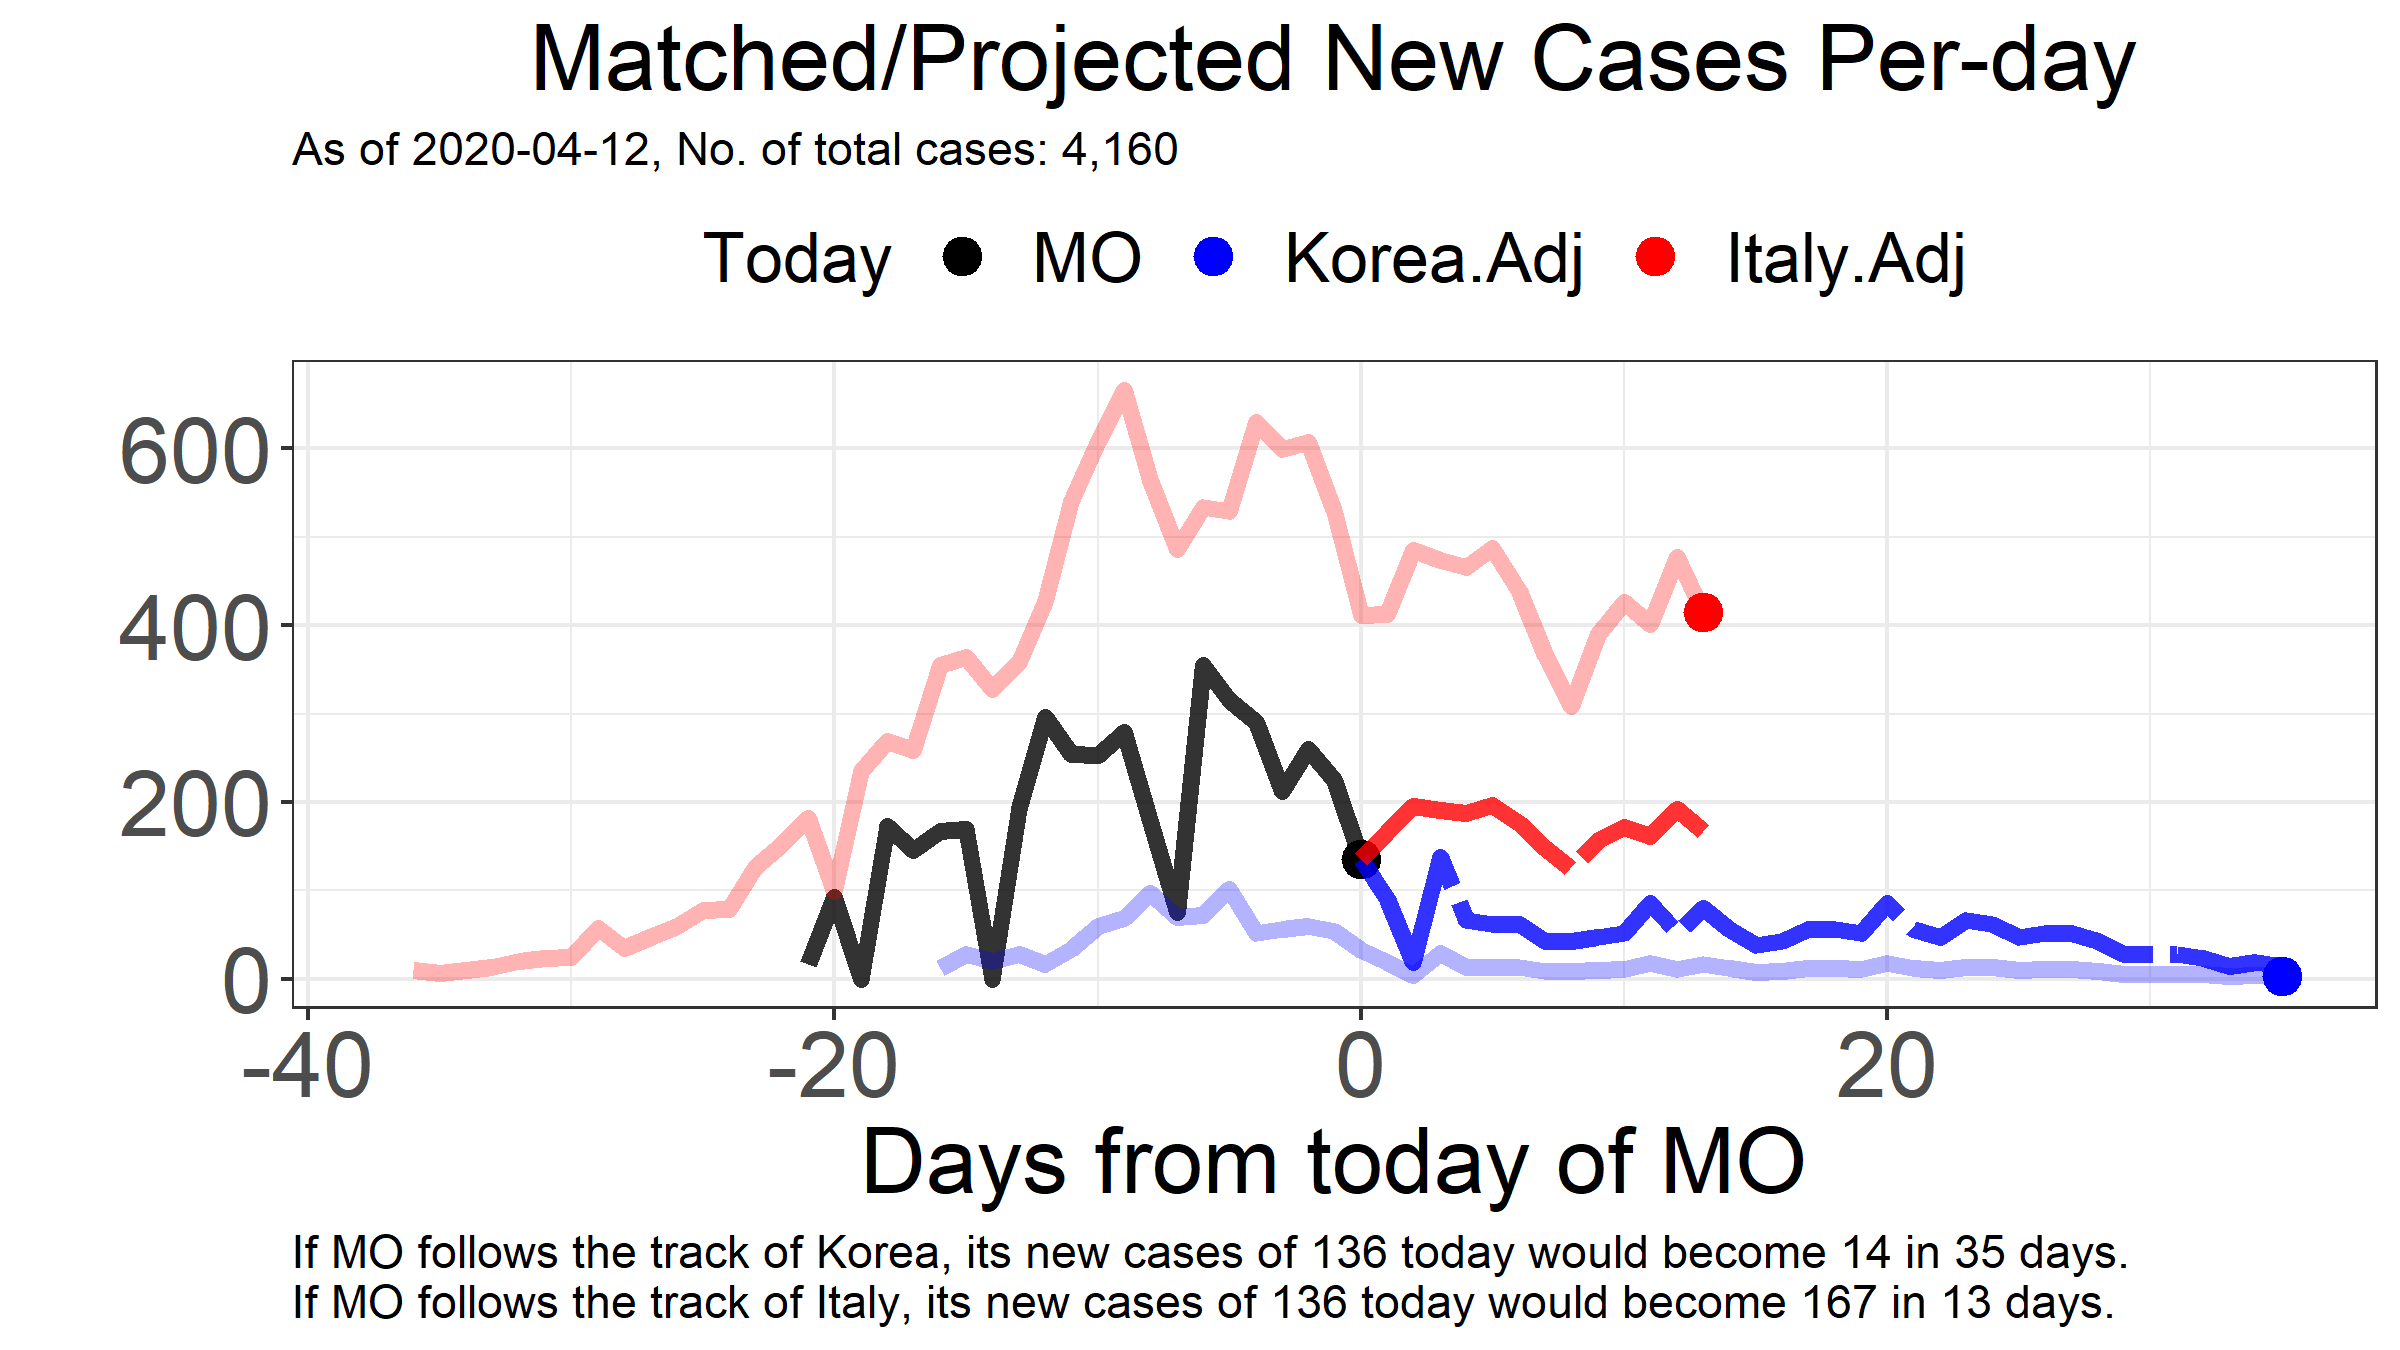 Matched/Projected New Cases Per-day
As of 2020-04-12, No. of total cases: 4,160
Today MO Korea.Adj Italy.Adj
600
400
200
0
-40 -20 0 20
Days from today of MO
If MO follows the track of Korea, its new cases of 136 today would become 14 in 35 days.
If MO follows the track of Italy, its new cases of 136 today would become 167 in 13 days.